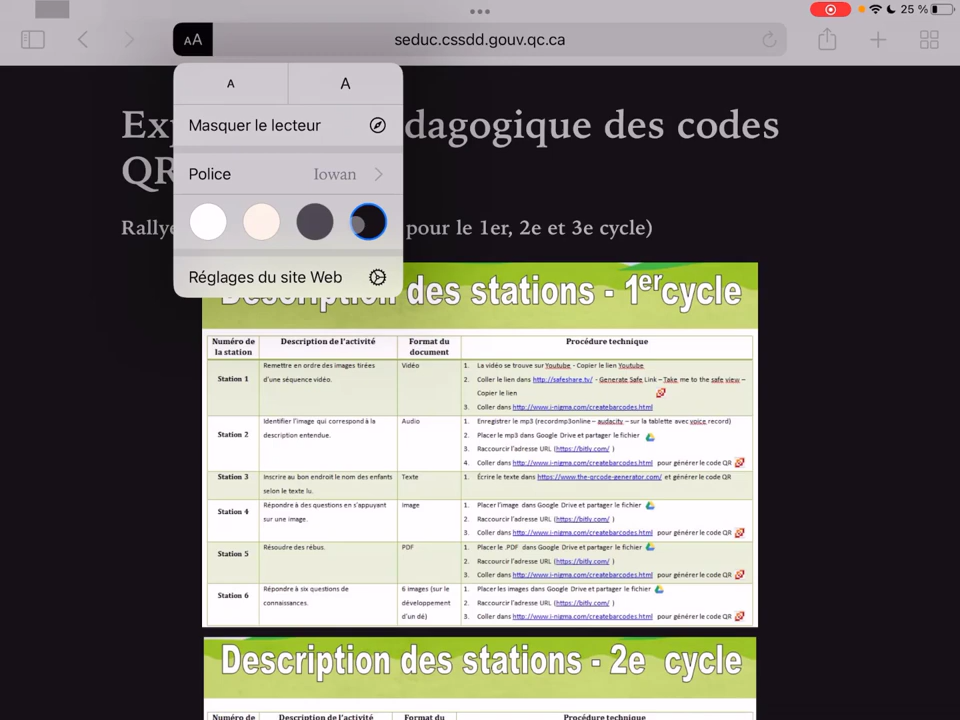 25 %
AA
seduc.cssdd.gouv.qc.ca
A A
Masquer le lecteur
Police Iowan
Réglages du site Web
Ex dagogique des codes
QR
Rallye pour le 1er, 2e et 3e cycle)
Description des stations - 1er cycle
Numéro de la station Description de l'activité Format du document Procédure technique
Station 1
Remettre en ordre des images tirées
d'une séquence vidéo.
Vidéo
1. La vidéo se trouve sur Youtube - Copier le lien Youtube
2. Coller le lien dans http://safeshare.tv/ - Generate Safe Link – Take me to the safe view –
Copier le lien
3. Coller dans http://www.i-nigma.com/createbarcodes.html
Station 2
Identifier l'image qui correspond à la
description entendue.
Audio
1. Enregistrer le mp3 (recordmp3online – audacity – sur la tablette avec voice record)
2. Placer le mp3 dans Google Drive et partager le fichier
3. Raccourcir l'adresse URL (https://bitly.com/ )
4. Coller dans http://www.i-nigma.com/createbarcodes.html pour générer le code QR
Station 3
Inscrire au bon endroit le nom des enfants
selon le texte lu.
Texte
1. Écrire le texte dans https://www.the-qrcode-generator.com/ et générer le code QR
Station 4
Répondre à des questions en s'appuyant
sur une image.
Image
1. Placer l'image dans Google Drive et partager le fichier
2. Raccourcir l'adresse URL (https://bitly.com/ )
3. Coller dans http://www.i-nigma.com/createbarcodes.html pour générer le code QR
Station 5
Résoudre des rébus.
PDF
1. Placer le .PDF dans Google Drive et partager le fichier
2. Raccourcir l'adresse URL (https://bitly.com/ )
3. Coller dans http://www.i-nigma.com/createbarcodes.html pour générer le code QR
Station 6
Répondre à six questions de
connaissances.
6 images (sur le
développement
d'un dé)
1. Placer les images dans Google Drive et partager le fichier
2. Raccourcir l'adresse URL (https://bitly.com/ )
3. Coller dans http://www.i-nigma.com/createbarcodes.html pour générer le code QR
Description des stations - 2e cycle
Numéro de Description de l'activité Format du Procédure technique